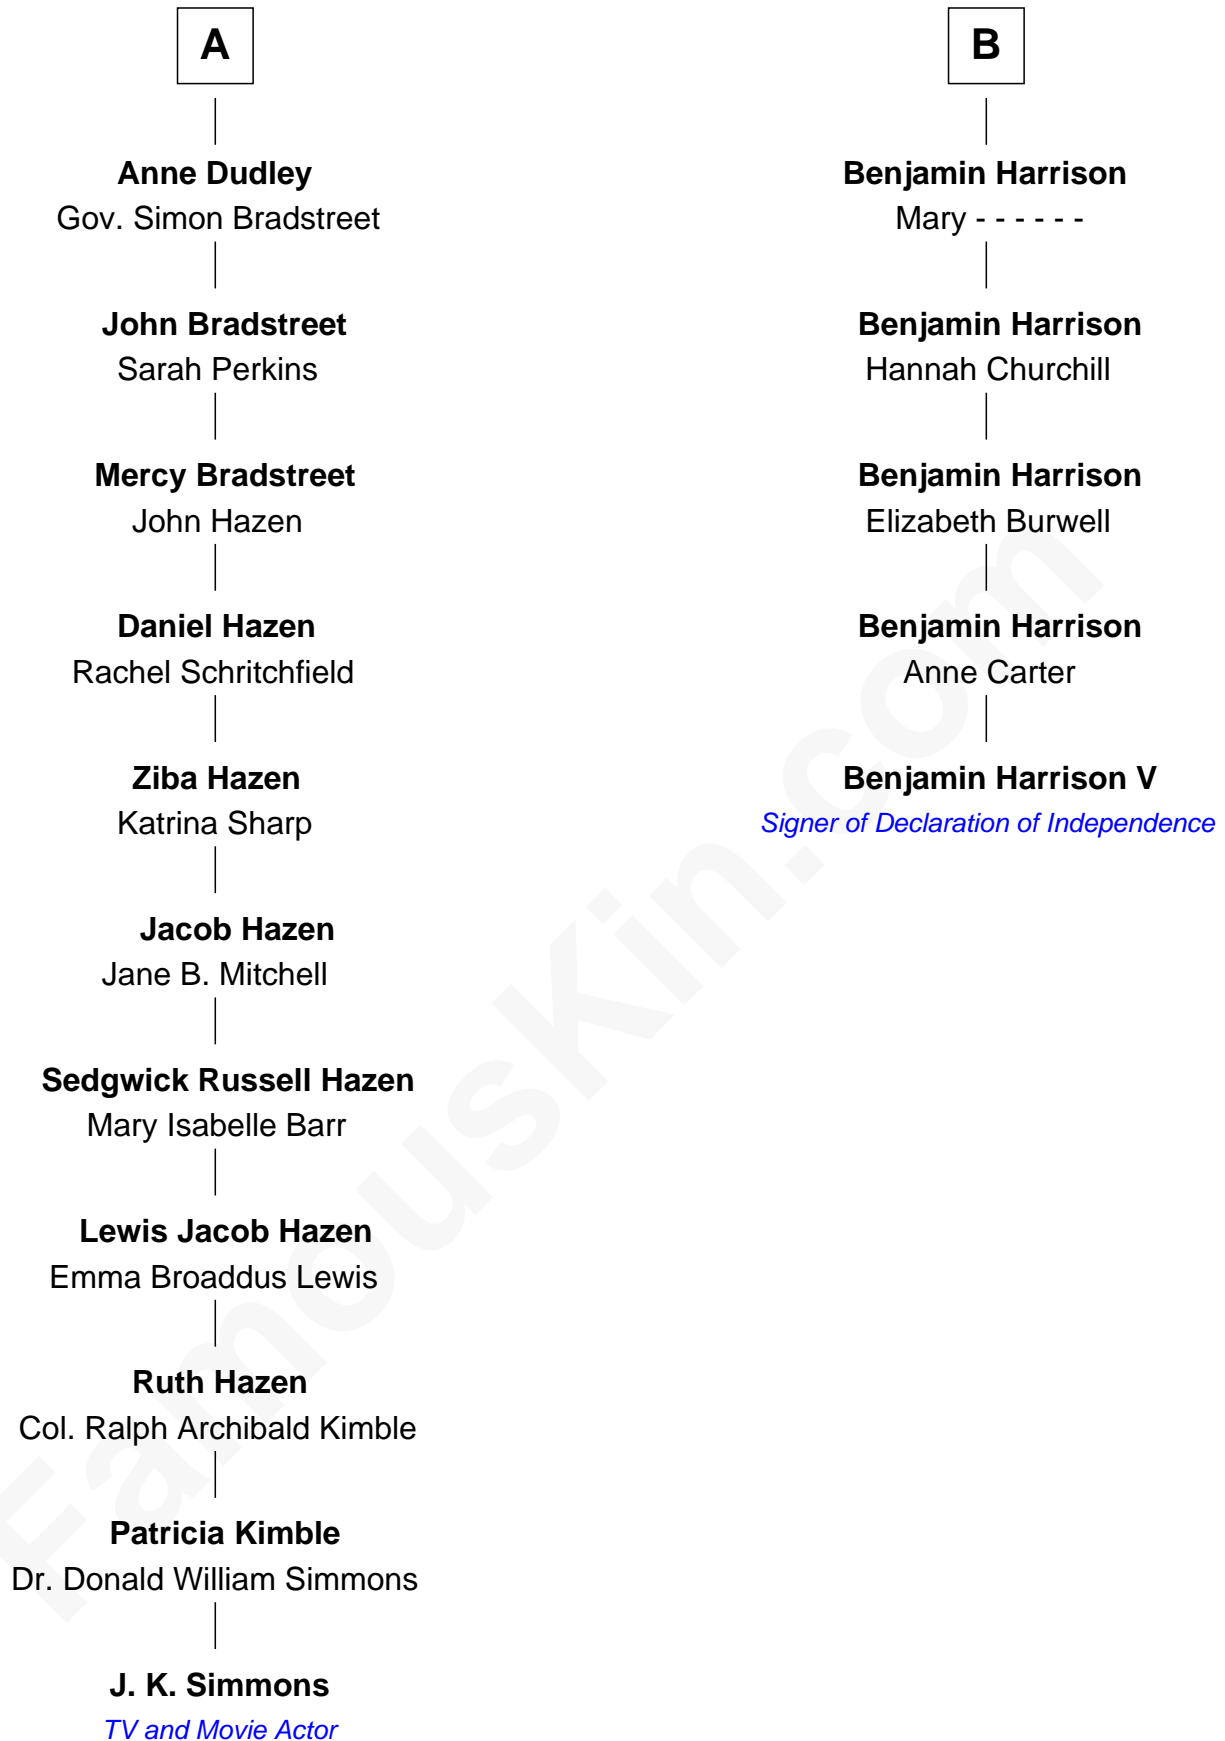 A
Anne Dudley
Gov. Simon Bradstreet
John Bradstreet
Sarah Perkins
Mercy Bradstreet
John Hazen
Daniel Hazen
Rachel Schritchfield
Ziba Hazen
Katrina Sharp
Jacob Hazen
Jane B. Mitchell
Sedgwick Russell Hazen
Mary Isabelle Barr
Lewis Jacob Hazen
Emma Broaddus Lewis
Ruth Hazen
Col. Ralph Archibald Kimble
Patricia Kimble
Dr. Donald William Simmons
J. K. Simmons
TV and Movie Actor
B
Benjamin Harrison
Mary - - - - - -
Benjamin Harrison
Hannah Churchill
Benjamin Harrison
Elizabeth Burwell
Benjamin Harrison
Anne Carter
Benjamin Harrison V
Signer of Declaration of Independence
FamousKin.com